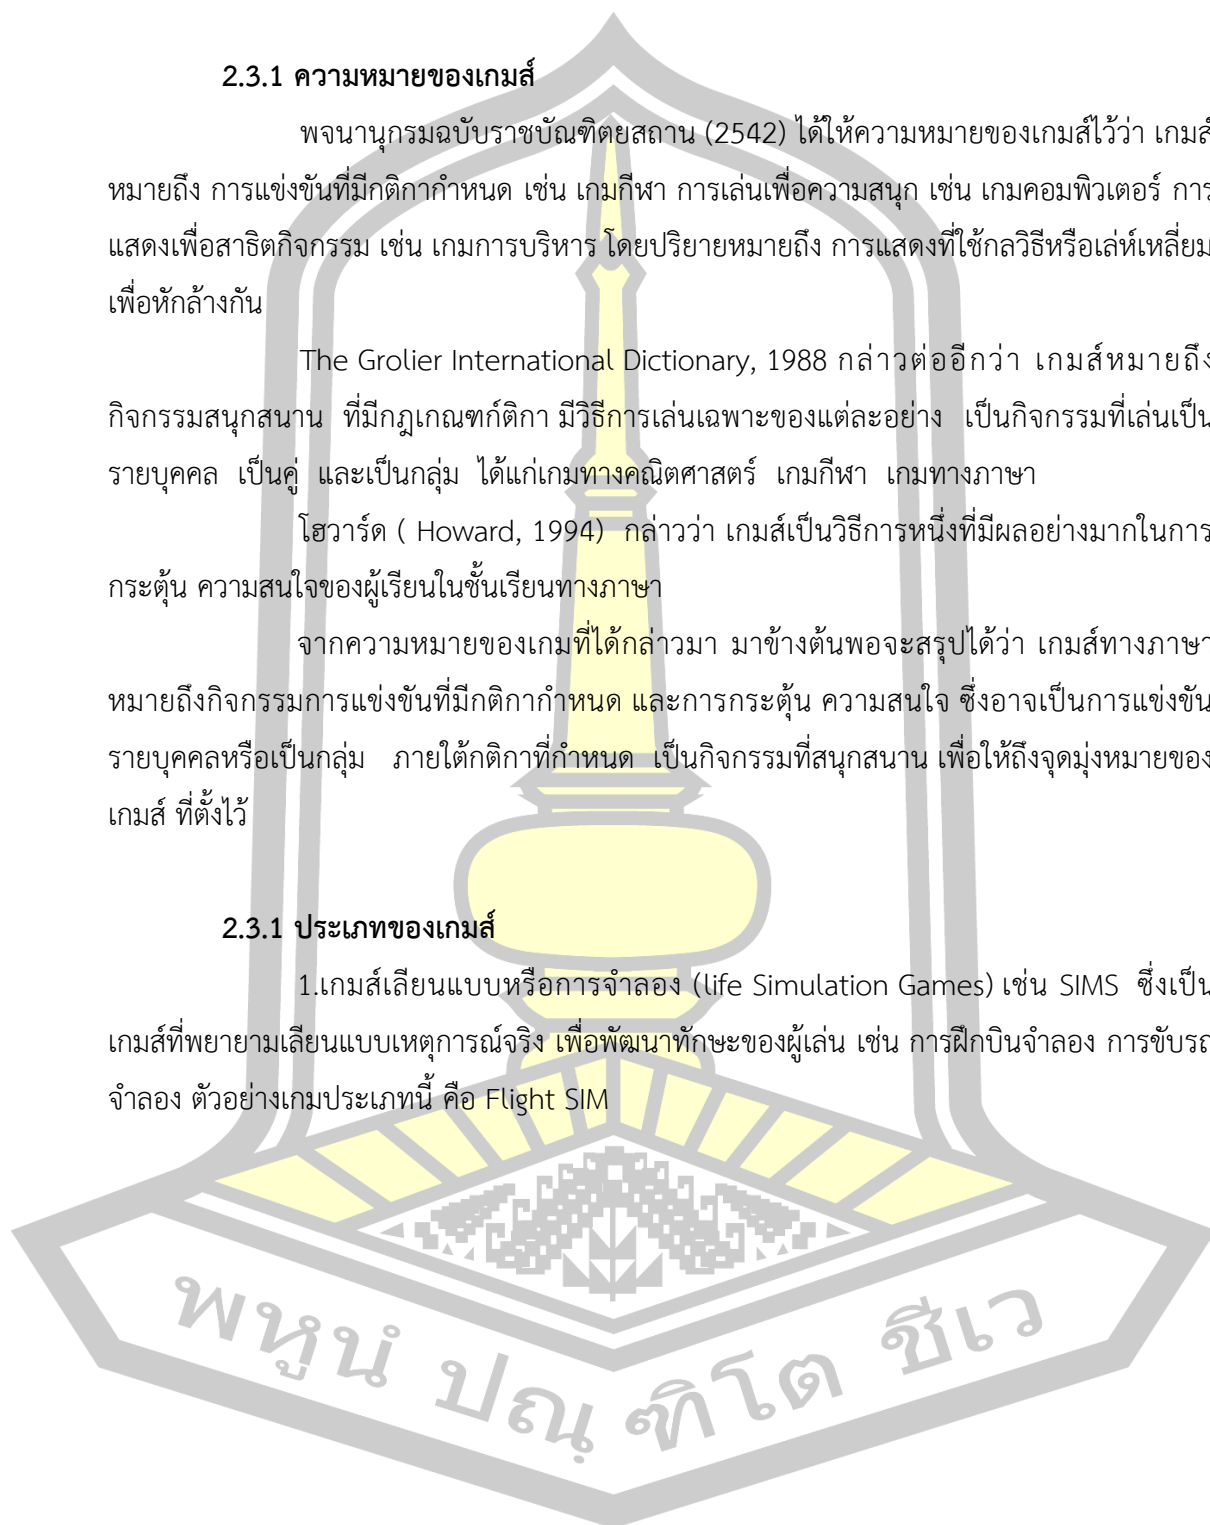 2.3.1 ความหมายของเกมส์
พจนานุกรมฉบับราชบัณฑิตยสถาน (2542) ได้ให้ความหมายของเกมส์ไว้ว่า เกมส์
หมายถึง การแข่งขันที่มีกติกากำหนด เช่น เกมกีฬา การเล่นเพื่อความสนุก เช่น เกมคอมพิวเตอร์ การ
แสดงเพื่อสาธิตกิจกรรม เช่น เกมการบริหาร โดยปริยายหมายถึง การแสดงที่ใช้กลวิธีหรือเล่ห์เหลี่ยม
เพื่อหักล้างกัน
The Grolier International Dictionary, 1988 กล่าวต่ออีกว่า เกมส์หมายถึง
กิจกรรมสนุกสนาน ที่มีกฎเกณฑก์ติกา มีวิธีการเล่นเฉพาะของแต่ละอย่าง เป็นกิจกรรมที่เล่นเป็น
รายบุคคล เป็นคู่ และเป็นกลุ่ม ได้แก่เกมทางคณิตศาสตร์ เกมกีฬา เกมทางภาษา
โฮวาร์ด ( Howard, 1994) กล่าวว่า เกมส์เป็นวิธีการหนึ่งที่มีผลอย่างมากในการ
กระตุ้น ความสนใจของผู้เรียนในชั้นเรียนทางภาษา
จากความหมายของเกมที่ได้กล่าวมา มาข้างต้นพอจะสรุปได้ว่า เกมส์ทางภาษา
หมายถึงกิจกรรมการแข่งขันที่มีกติกากำหนด และการกระตุ้น ความสนใจ ซึ่งอาจเป็นการแข่งขัน
รายบุคคลหรือเป็นกลุ่ม ภายใต้กติกาที่กำหนด เป็นกิจกรรมที่สนุกสนาน เพื่อให้ถึงจุดมุ่งหมายของ
เกมส์ ที่ตั้งไว้
2.3.1 ประเภทของเกมส์
1.เกมส์เลียนแบบหรือการจำลอง (life Simulation Games) เช่น SIMS ซึ่งเป็น
เกมส์ที่พยายามเลียนแบบเหตุการณ์จริง เพื่อพัฒนาทักษะของผู้เล่น เช่น การฝึกบินจำลอง การขับรถ
จำลอง ตัวอย่างเกมประเภทนี้ คือ Flight SIM
พหูนํ ปณฺฑิโต ชีเว